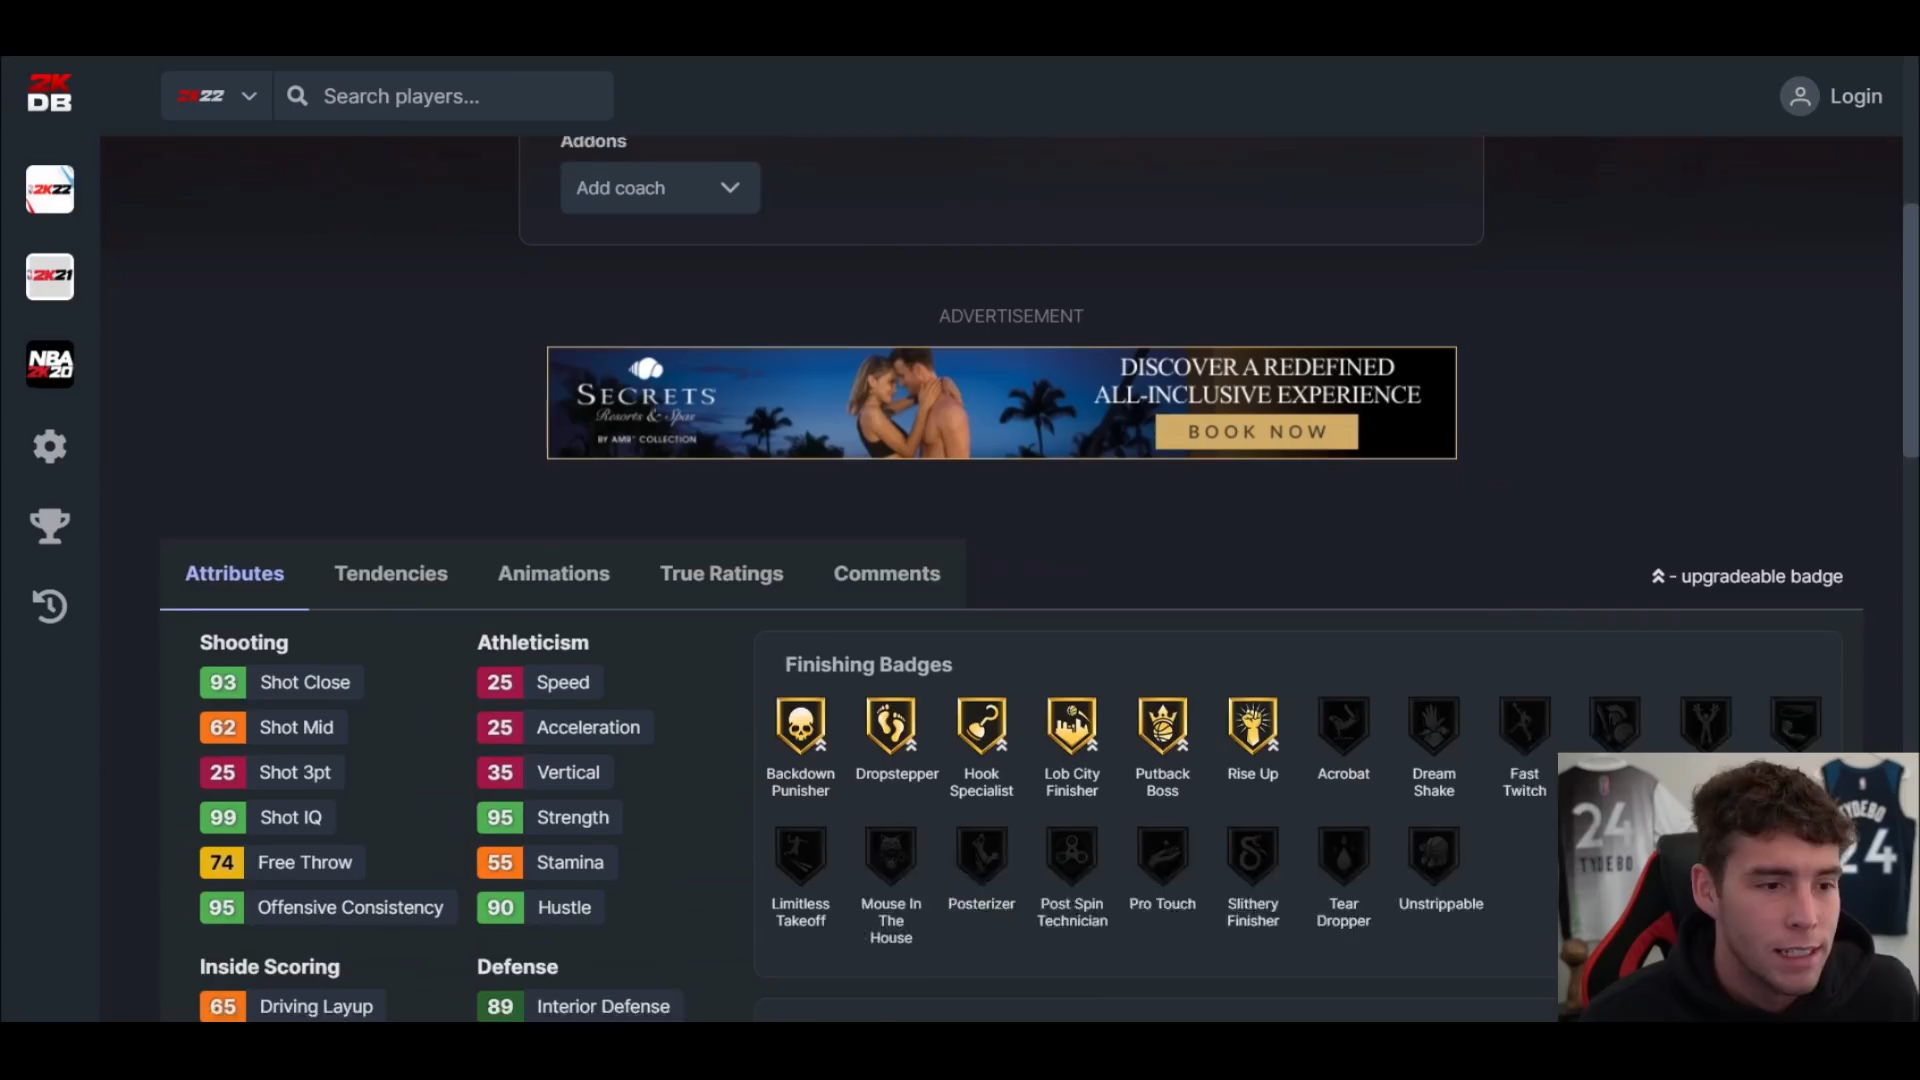 2K
DB
2K22
Search players...
Login
2K22
2K21
NBA
2K20
Addons
Add coach
ADVERTISEMENT
SECRETS
Resorts & Spas
BY AMR COLLECTION
DISCOVER A REDEFINED
ALL-INCLUSIVE EXPERIENCE
BOOK NOW
Attributes
Tendencies
Animations
True Ratings
Comments
- upgradeable badge
Shooting
93 Shot Close
62 Shot Mid
25 Shot 3pt
99 Shot IQ
74 Free Throw
95 Offensive Consistency
Inside Scoring
65 Driving Layup
Athleticism
25 Speed
25 Acceleration
35 Vertical
95 Strength
55 Stamina
90 Hustle
Defense
89 Interior Defense
Finishing Badges
Backdown
Punisher
Dropstepper
Hook
Specialist
Lob City
Finisher
Putback
Boss
Rise Up
Acrobat
Dream
Shake
Fast
Twitch
Limitless
Takeoff
Mouse In
The
House
Posterizer
Post Spin
Technician
Pro Touch
Slithery
Finisher
Tear
Dropper
Unstrippable
24
TYDEBO
TYDEBO
24